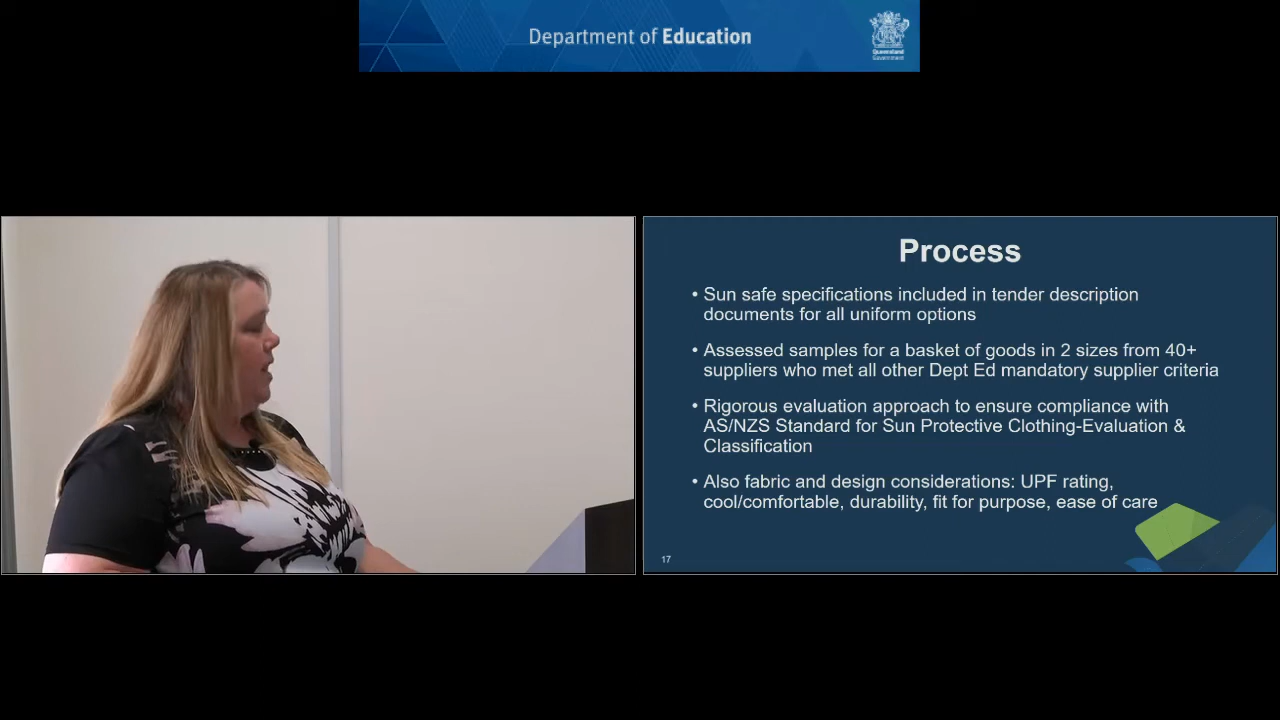 Department of Education
Queensland
Government
Process
• Sun safe specifications included in tender description
documents for all uniform options
• Assessed samples for a basket of goods in 2 sizes from 40+
suppliers who met all other Dept Ed mandatory supplier criteria
• Rigorous evaluation approach to ensure compliance with
AS/NZS Standard for Sun Protective Clothing-Evaluation &
Classification
• Also fabric and design considerations: UPF rating,
cool/comfortable, durability, fit for purpose, ease of care
17